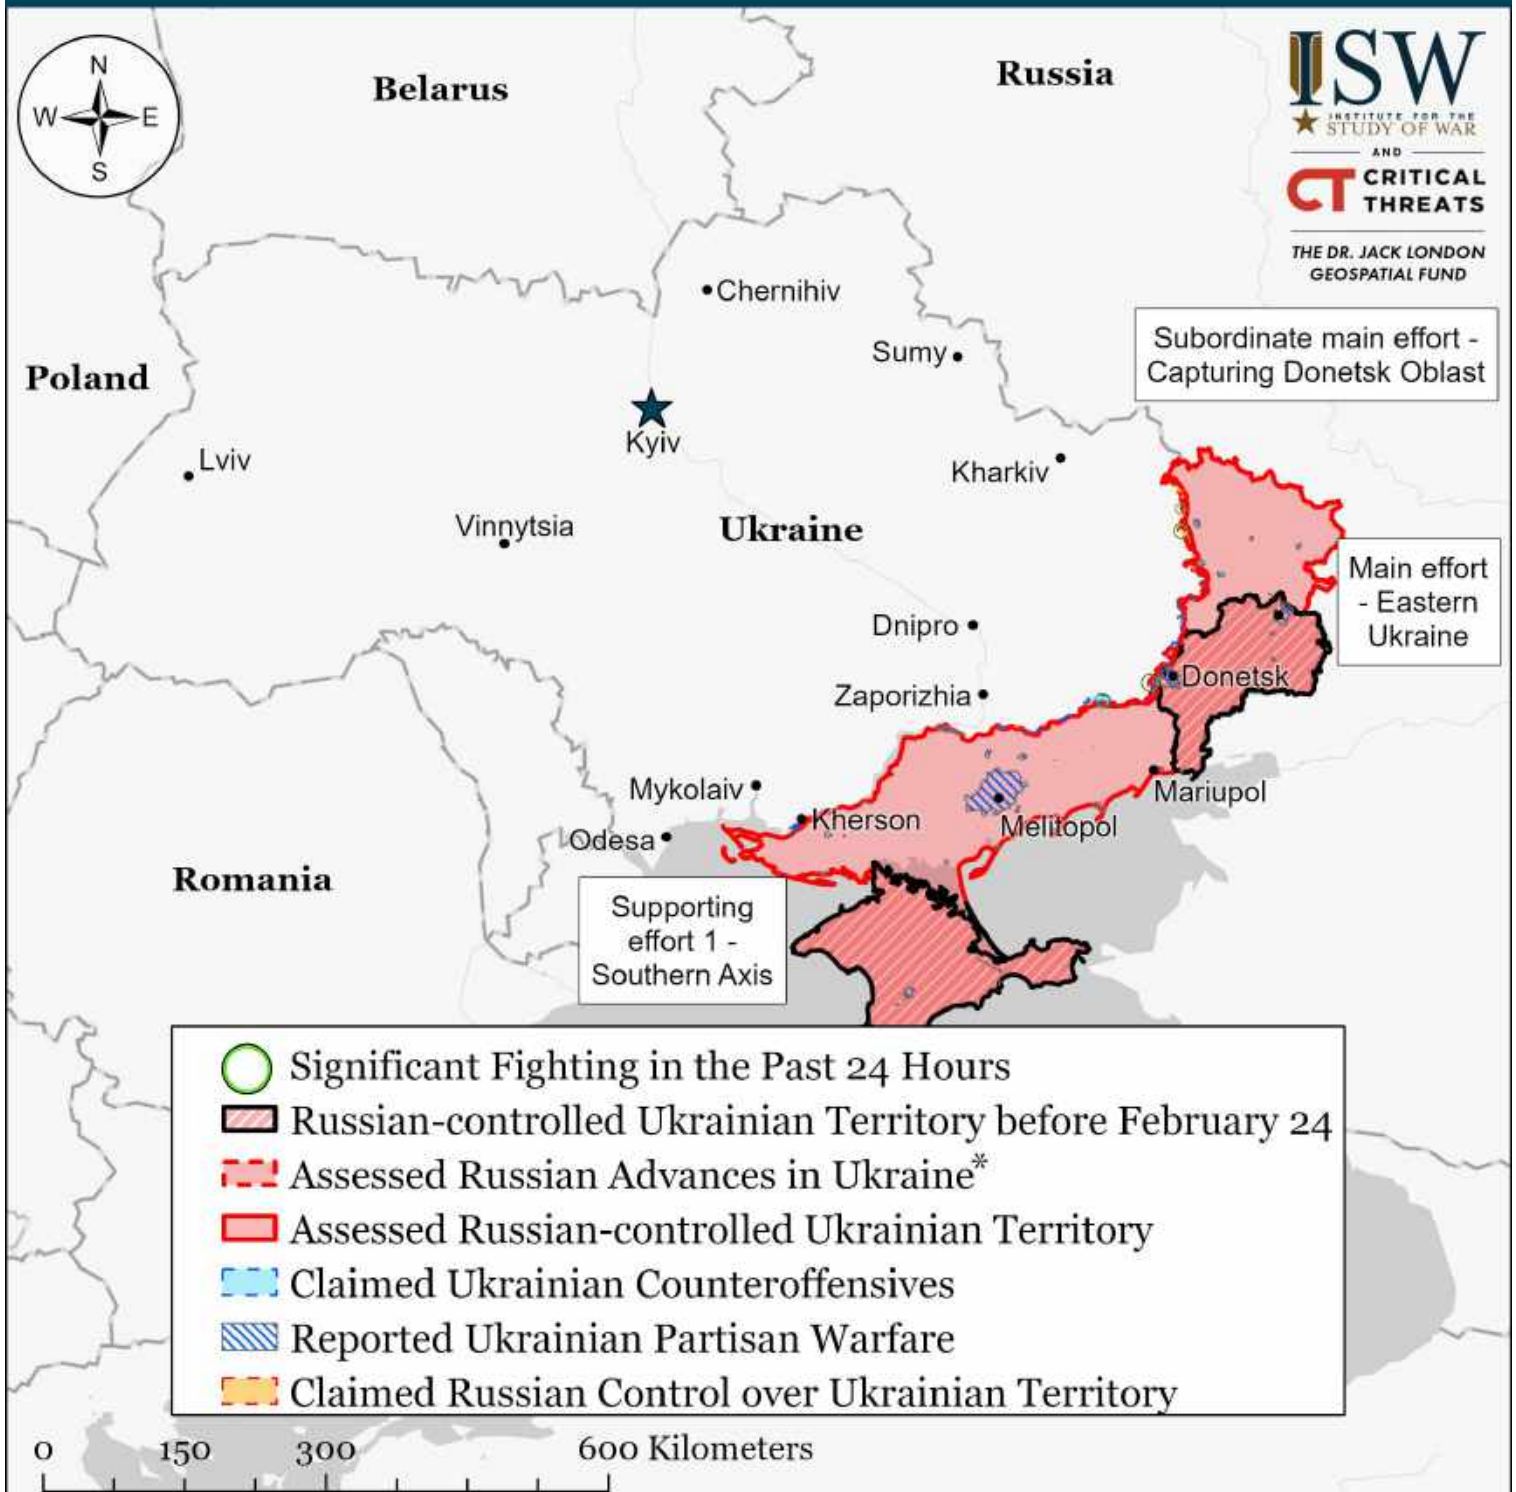 N
W
E
S
Belarus
Russia
ISW
INSTITUTE FOR THE
STUDY OF WAR
AND
CT CRITICAL
THREATS
THE DR. JACK LONDON
GEOSPATIAL FUND
Chernihiv
Subordinate main effort -
Capturing Donetsk Oblast
Sumy
Poland
Kyiv
Lviv
Kharkiv
Vinnytsia
Ukraine
Main effort
- Eastern
Ukraine
Dnipro
Donetsk
Zaporizhia
Mykolaiv
Mariupol
Kherson
Melitopol
Odesa
Romania
Supporting
effort 1 -
Southern Axis
Significant Fighting in the Past 24 Hours
Russian-controlled Ukrainian Territory before February 24
Assessed Russian Advances in Ukraine*
Assessed Russian-controlled Ukrainian Territory
Claimed Ukrainian Counteroffensives
Reported Ukrainian Partisan Warfare
Claimed Russian Control over Ukrainian Territory
0 150 300 600 Kilometers